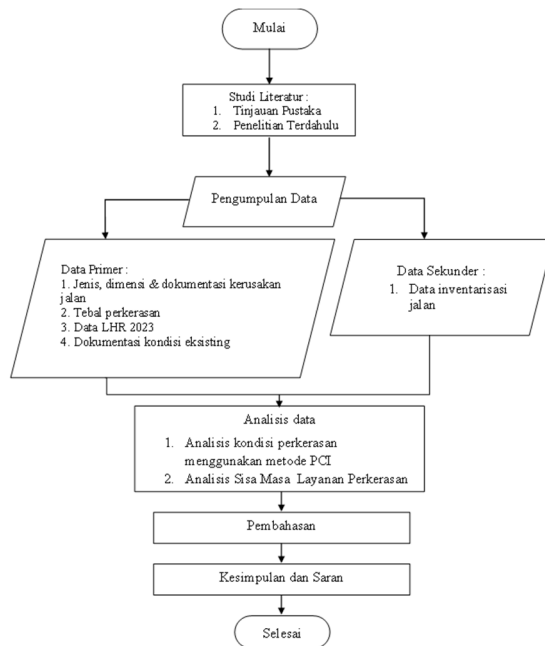 Mulai
Studi Literatur :
1. Tinjauan Pustaka
2. Penelitian Terdahulu
Pengumpulan Data
Data Primer :
1. Jenis, dimensi & dokumentasi kerusakan
jalan
2. Tebal perkerasan
3. Data LHR 2023
4. Dokumentasi kondisi eksisting
Data Sekunder :
1. Data inventarisasi
jalan
Analisis data
1. Analisis kondisi perkerasan
menggunakan metode PCI
2. Analisis Sisa Masa Layanan Perkerasan
Pembahasan
Kesimpulan dan Saran
Selesai